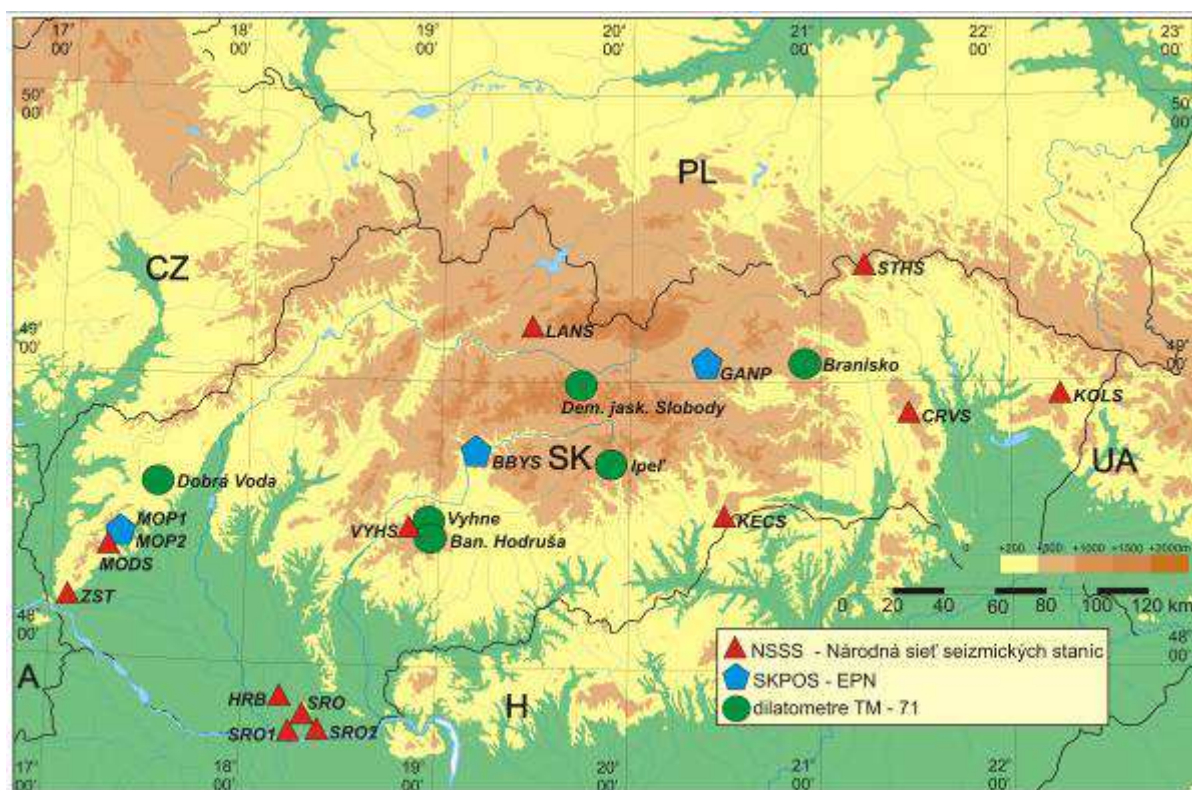 17° 00'
18° 00'
19° 00'
20° 00'
21° 00'
22° 00'
23° 00'
50° 00'
50° 00'
PL
CZ
STHS
LANS
49° 00'
49° 00'
GANP
Branisko
Dem. jask. Slobody
KOLS
CRVS
BBYS
SK
Ipeľ
UA
Dobrá Voda
MOP1
MOP2
MODS
VYHS
Vyhne
Ban. Hodruša
KECS
0 +200 +500 +1000 +1500 +2000m
ZST
0 20 40 60 80 100 120 km
48° 00'
48° 00'
NSSS - Národná sieť seizmických staníc
SKPOS - EPN
dilatometre TM - 71
A
H
HRB
SRO
SRO1
SRO2
17° 00'
18° 00'
19° 00'
20° 00'
21° 00'
22° 00'